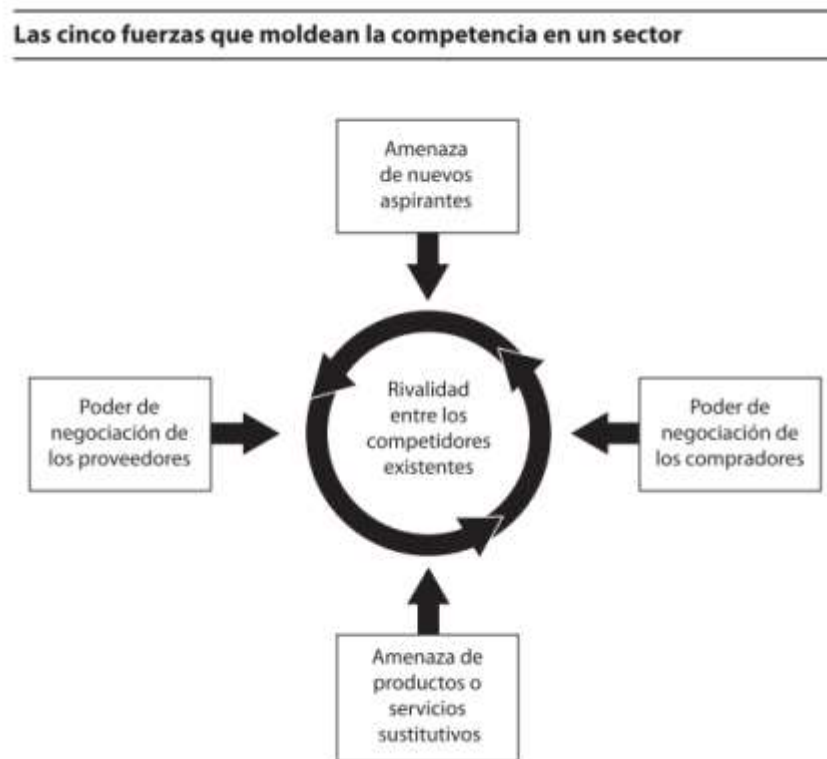 Las cinco fuerzas que moldean la competencia en un sector
Amenaza
de nuevos
aspirantes
Poder de
negociación de
los proveedores
Rivalidad
entre los
competidores
existentes
Poder de
negociación de
los compradores
Amenaza de
productos o
servicios
sustitutivos